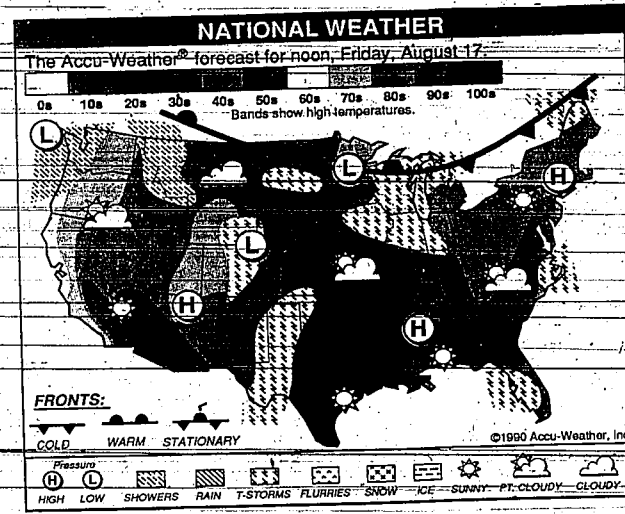 NATIONAL WEATHER
The Accu-Weather® forecast for noon, Friday, August 17.
0s 10s 20s 30s 40s 50s 60s 70s 80s 90s 100s
Bands show high temperatures.
L
L
H
L
H
H
FRONTS:
COLD WARM STATIONARY
©1990 Accu-Weather, Inc
Pressure
H L
HIGH LOW SHOWERS RAIN T-STORMS FLURRIES SNOW ICE SUNNY PT. CLOUDY CLOUDY